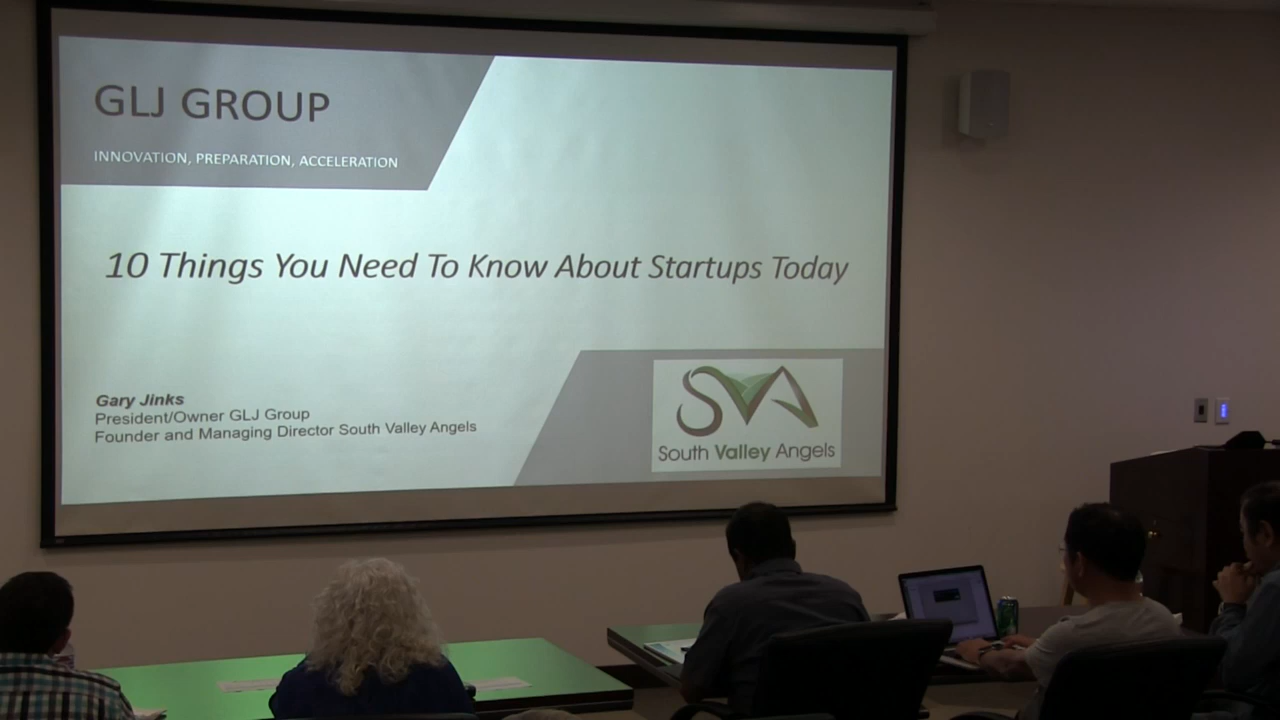 GLJ GROUP
INNOVATION, PREPARATION, ACCELERATION
10 Things You Need To Know About Startups Today
Gary Jinks
President/Owner GLJ Group
Founder and Managing Director South Valley Angels
SVA
South Valley Angels